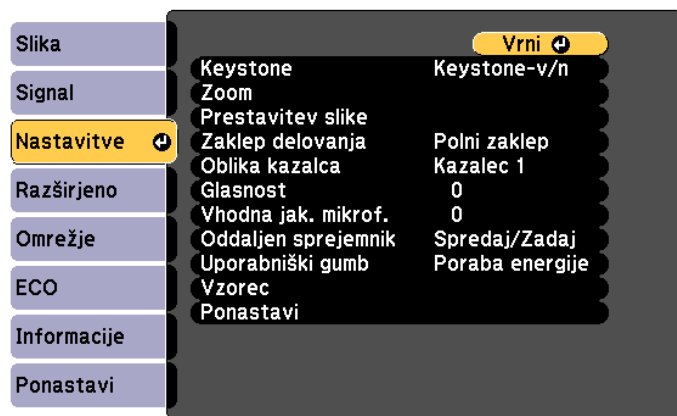 Slika
Signal
Nastavitve
Razširjeno
Omrežje
ECO
Informacije
Ponastavi
Vrni
Keystone Keystone-v/n
Zoom
Prestavitev slike
Zaklep delovanja Polni zaklep
Oblika kazalca Kazalec 1
Glasnost 0
Vhodna jak. mikrof. 0
Oddaljen sprejemnik Spredaj/Zadaj
Uporabniški gumb Poraba energije
Vzorec
Ponastavi